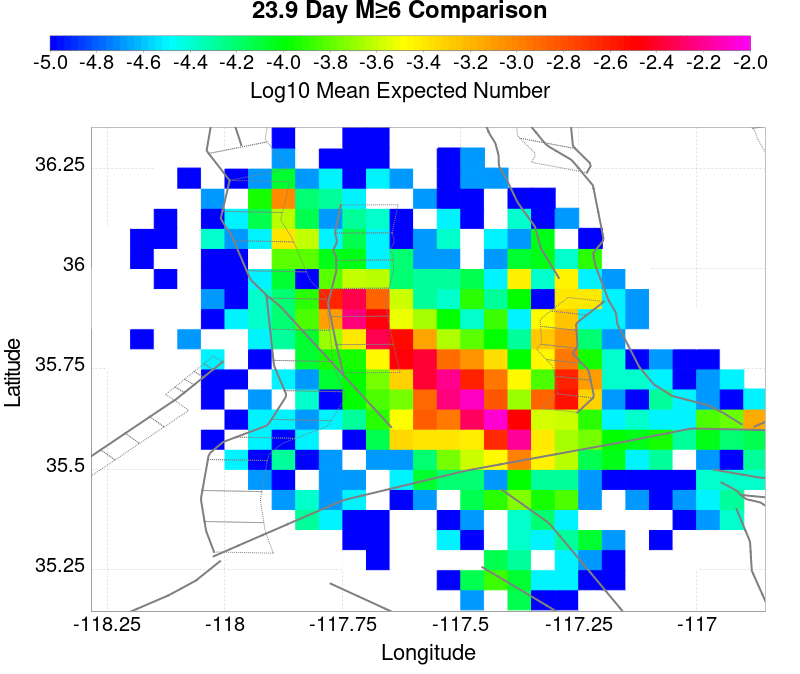 23.9 Day M≥6 Comparison
-5.0 -4.8 -4.6 -4.4 -4.2 -4.0 -3.8 -3.6 -3.4 -3.2 -3.0 -2.8 -2.6 -2.4 -2.2 -2.0
Log10 Mean Expected Number
36.25
36
35.75
35.5
35.25
Latitude
-118.25 -118 -117.75 -117.5 -117.25 -117
Longitude